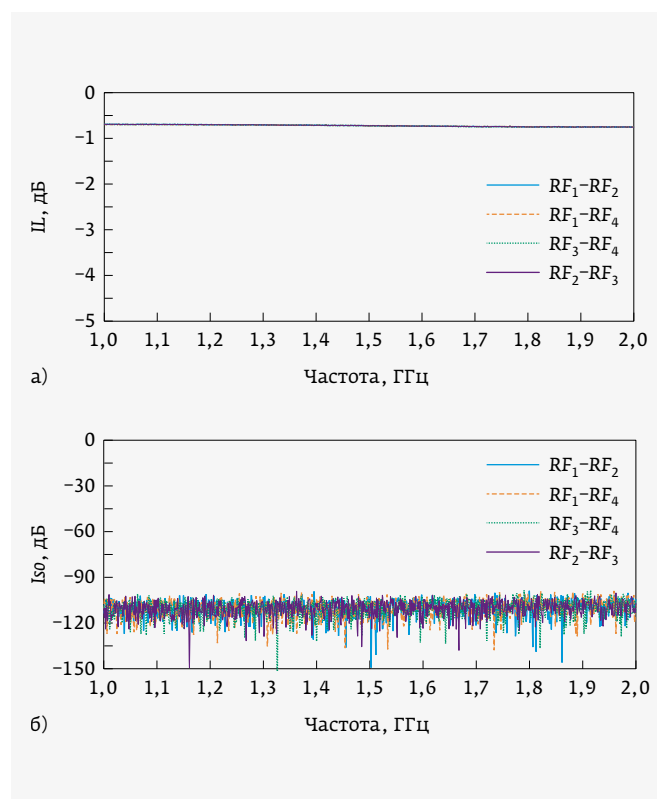 0
−1
−2
−3
−4
−5
IL, дБ
RF₁−RF₂
RF₁−RF₄
RF₃−RF₄
RF₂−RF₃
1,0 1,1 1,2 1,3 1,4 1,5 1,6 1,7 1,8 1,9 2,0
а)
Частота, ГГц
0
−30
−60
−90
−120
−150
Iso, дБ
RF₁−RF₂
RF₁−RF₄
RF₃−RF₄
RF₂−RF₃
1,0 1,1 1,2 1,3 1,4 1,5 1,6 1,7 1,8 1,9 2,0
б)
Частота, ГГц